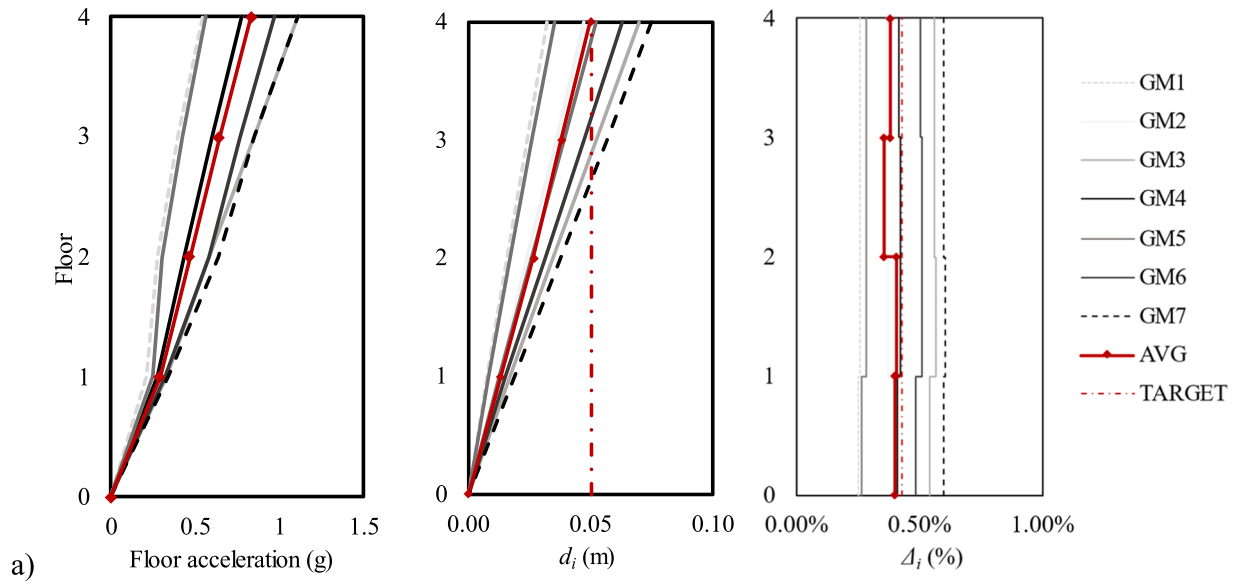 4
3
2
1
0
Floor
0
0.5
1
1.5
Floor acceleration (g)
a)
4
3
2
1
0
0.00
0.05
0.10
dᵢ (m)
4
3
2
1
0
0.00%
0.50%
1.00%
Δᵢ (%)
GM1
GM2
GM3
GM4
GM5
GM6
GM7
AVG
TARGET